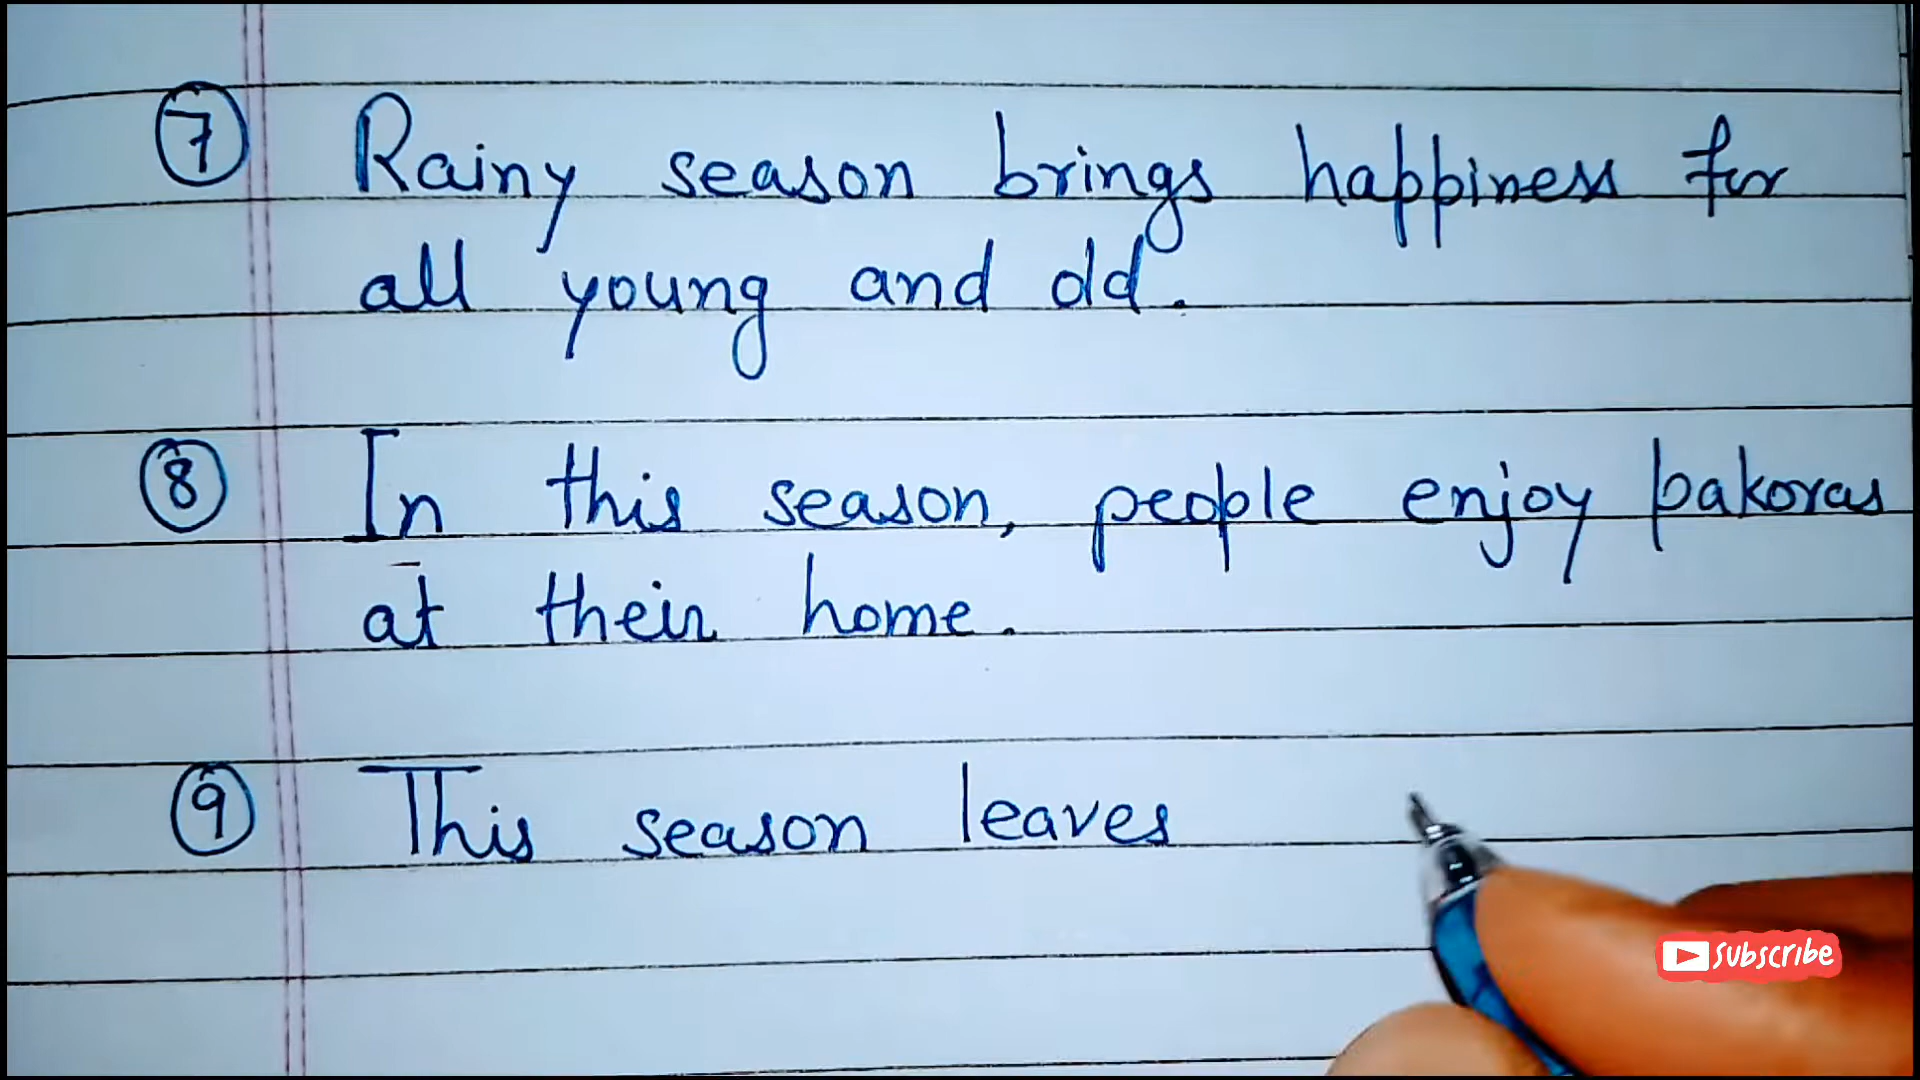 7 Rainy season brings happiness for
all young and old.
8 In this season, people enjoy pakoras
at their home.
9 This season leaves
Subscribe